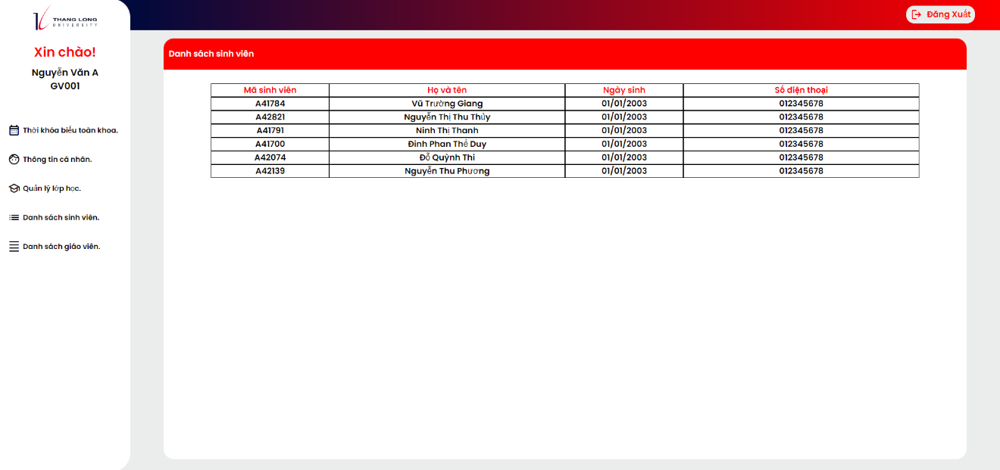 THANG LONG
UNIVERSITY
Đăng Xuất
Xin chào!
Nguyễn Văn A
GV001
Thời khóa biểu toàn khoa.
Thông tin cá nhân.
Quản lý lớp học.
Danh sách sinh viên.
Danh sách giáo viên.
Danh sách sinh viên
Mã sinh viên Họ và tên Ngày sinh Số điện thoại
A41784 Vũ Trường Giang 01/01/2003 012345678
A42821 Nguyễn Thị Thu Thủy 01/01/2003 012345678
A41791 Ninh Thị Thanh 01/01/2003 012345678
A41700 Đinh Phan Thế Duy 01/01/2003 012345678
A42074 Đỗ Quỳnh Thi 01/01/2003 012345678
A42139 Nguyễn Thu Phương 01/01/2003 012345678